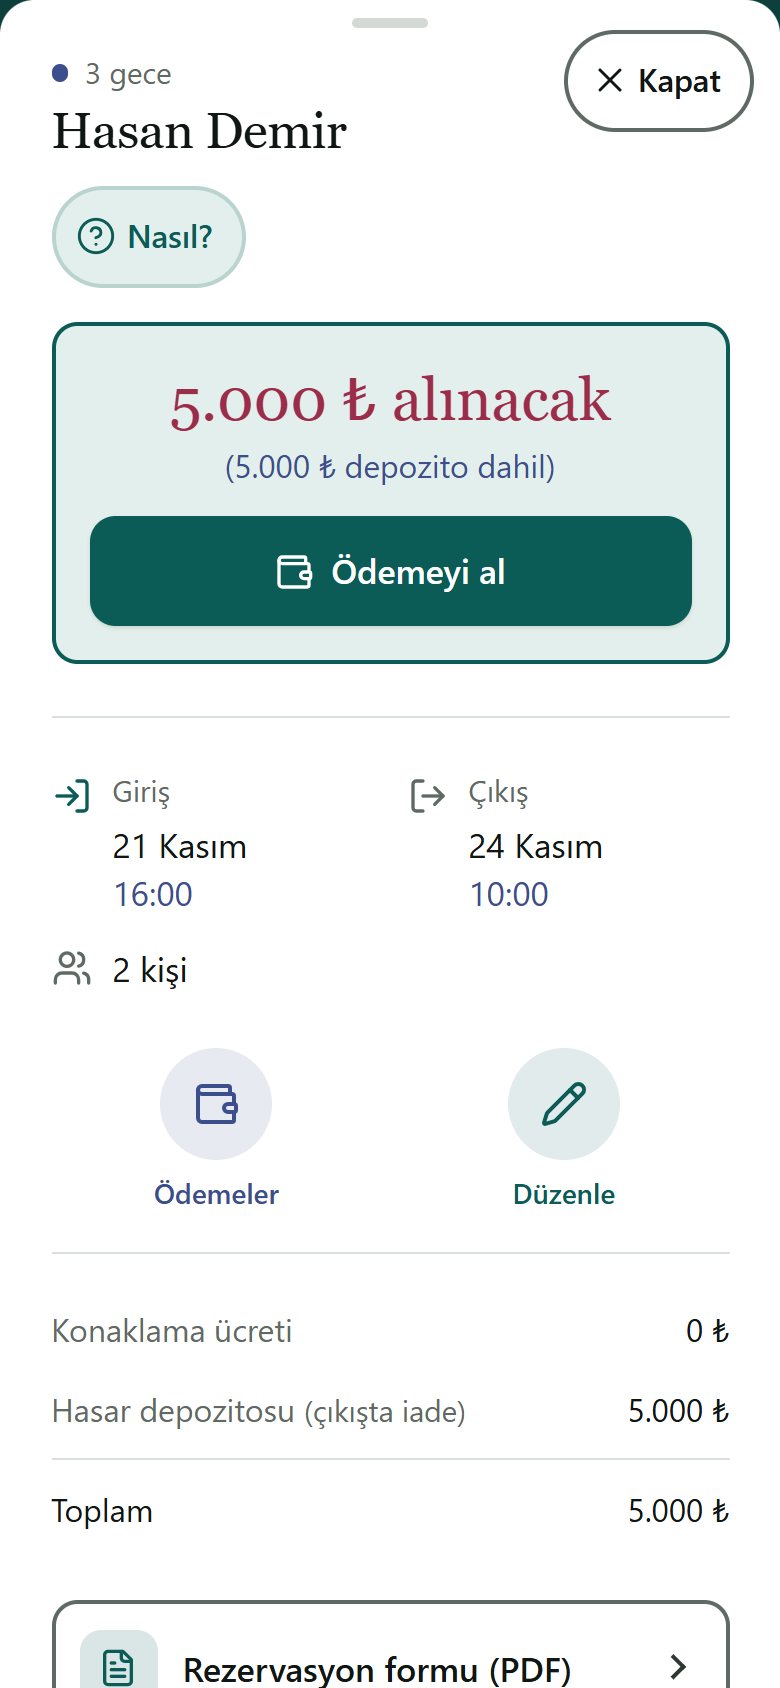 3 gece
Kapat
Hasan Demir
Nasıl?
5.000 ₺ alınacak
(5.000 ₺ depozito dahil)
Ödemeyi al
Giriş
21 Kasım
16:00
Çıkış
24 Kasım
10:00
2 kişi
Ödemeler
Düzenle
Konaklama ücreti 0 ₺
Hasar depozitosu (çıkışta iade) 5.000 ₺
Toplam 5.000 ₺
Rezervasyon formu (PDF)